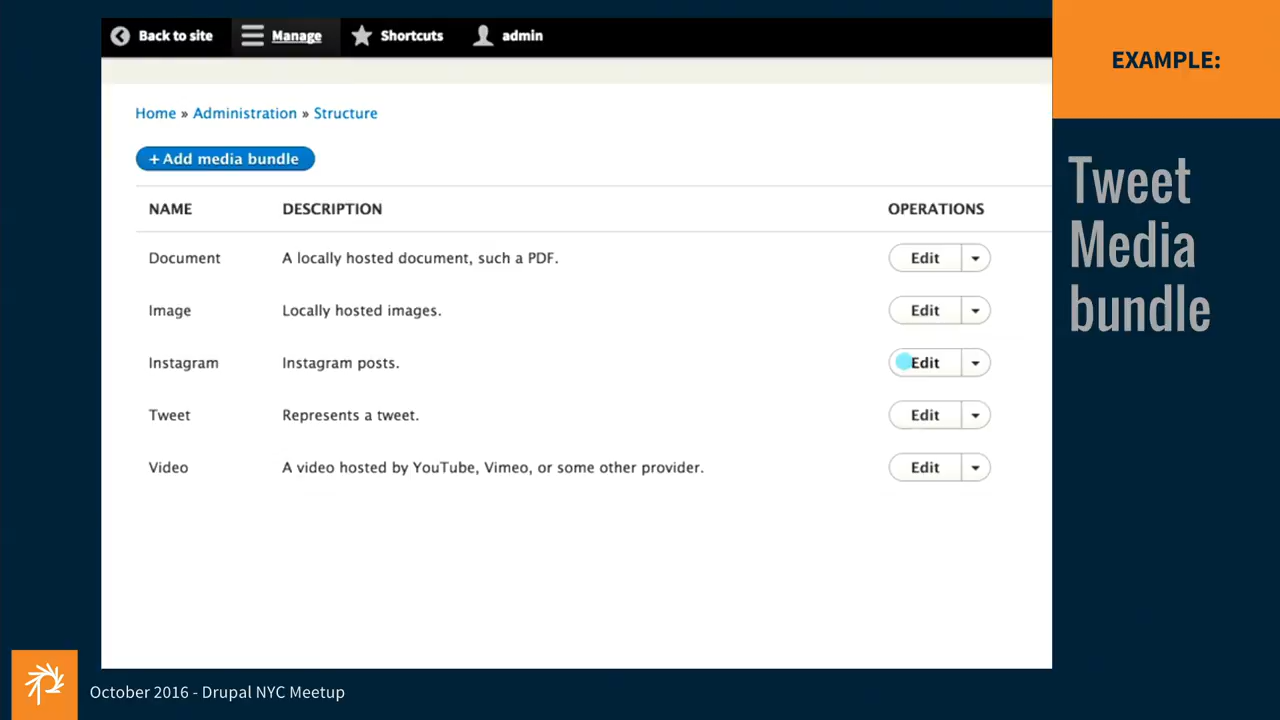 Back to site Manage Shortcuts admin
EXAMPLE:
Home » Administration » Structure
+ Add media bundle
NAME DESCRIPTION OPERATIONS
Document A locally hosted document, such a PDF. Edit
Image Locally hosted images. Edit
Instagram Instagram posts. Edit
Tweet Represents a tweet. Edit
Video A video hosted by YouTube, Vimeo, or some other provider. Edit
Tweet
Media
bundle
October 2016 - Drupal NYC Meetup